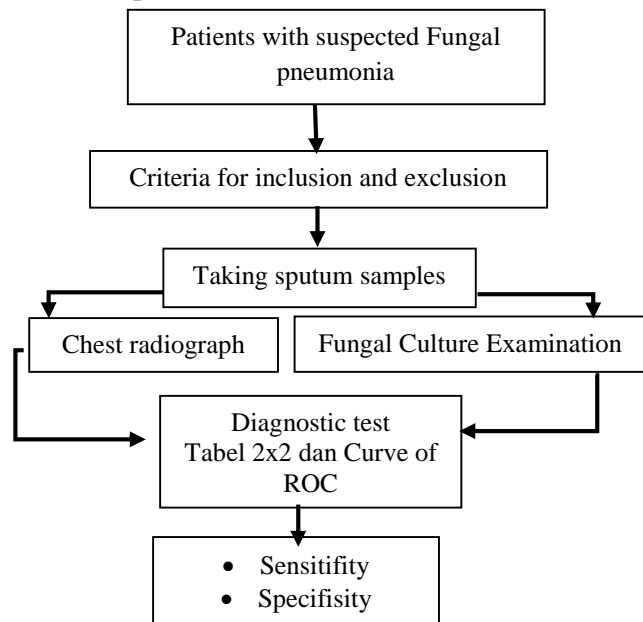 Patients with suspected Fungal
pneumonia
Criteria for inclusion and exclusion
Taking sputum samples
Chest radiograph
Fungal Culture Examination
Diagnostic test
Tabel 2x2 dan Curve of
ROC
• Sensitifity
• Specifisity